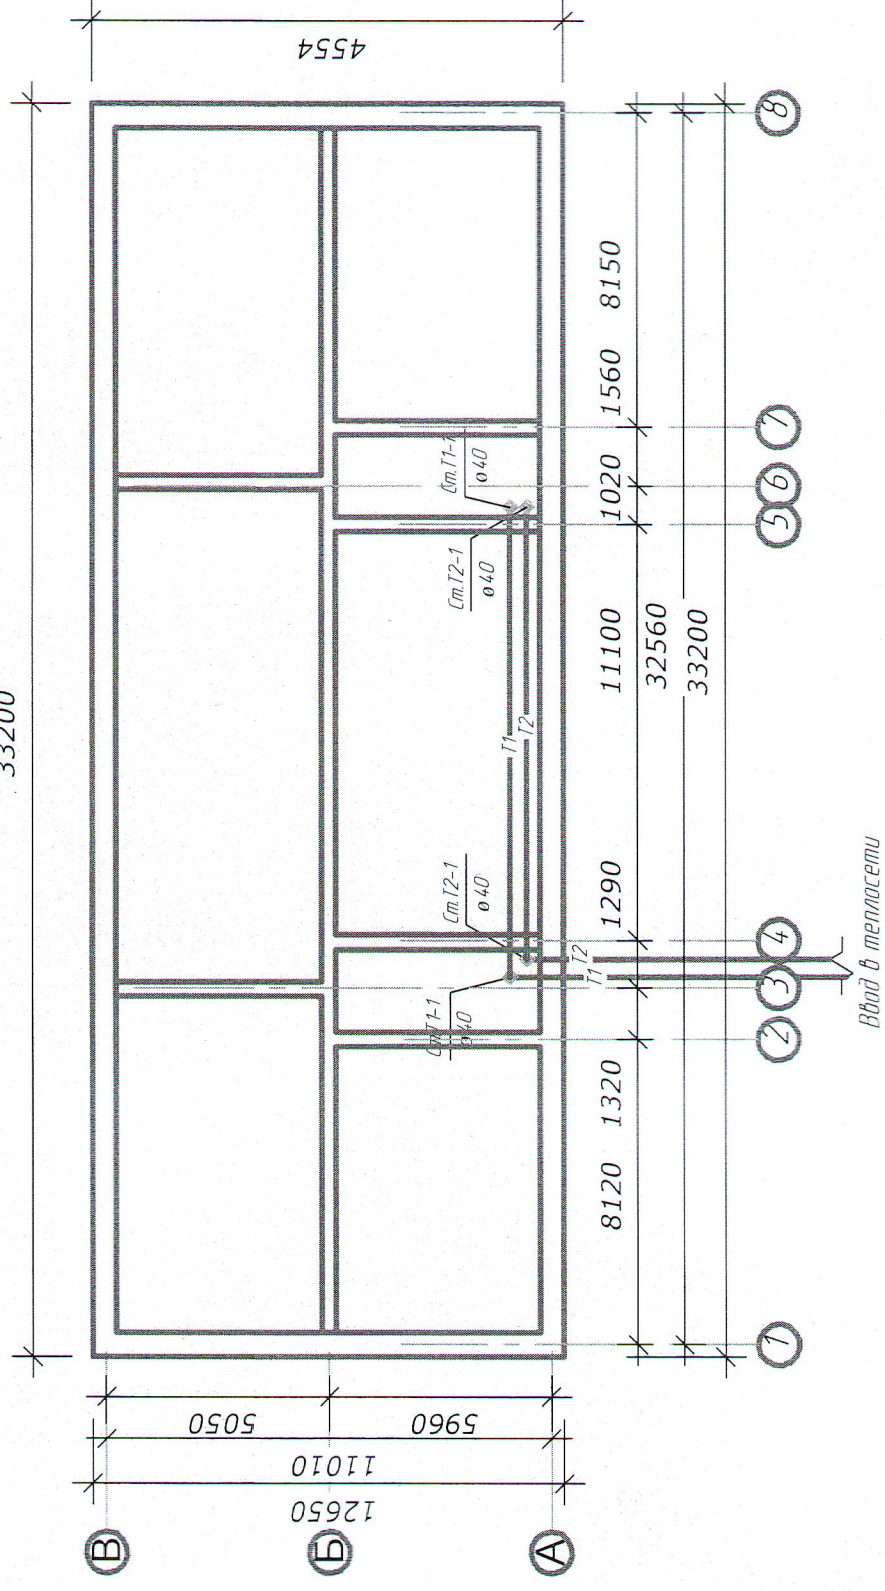 33200
4554
Ст.Т1-1
ø40
Ст.Т2-1
ø40
Т1
Т2
Ст.Т2-1
ø40
Ст.Т1-1
ø40
Т2
Т1
8120 1320 1290 11100 1020 1560 8150
32560
33200
1 2 3 4 5 6 7 8
Ввод в теплосети
5050 5960
11010
12650
В Б А